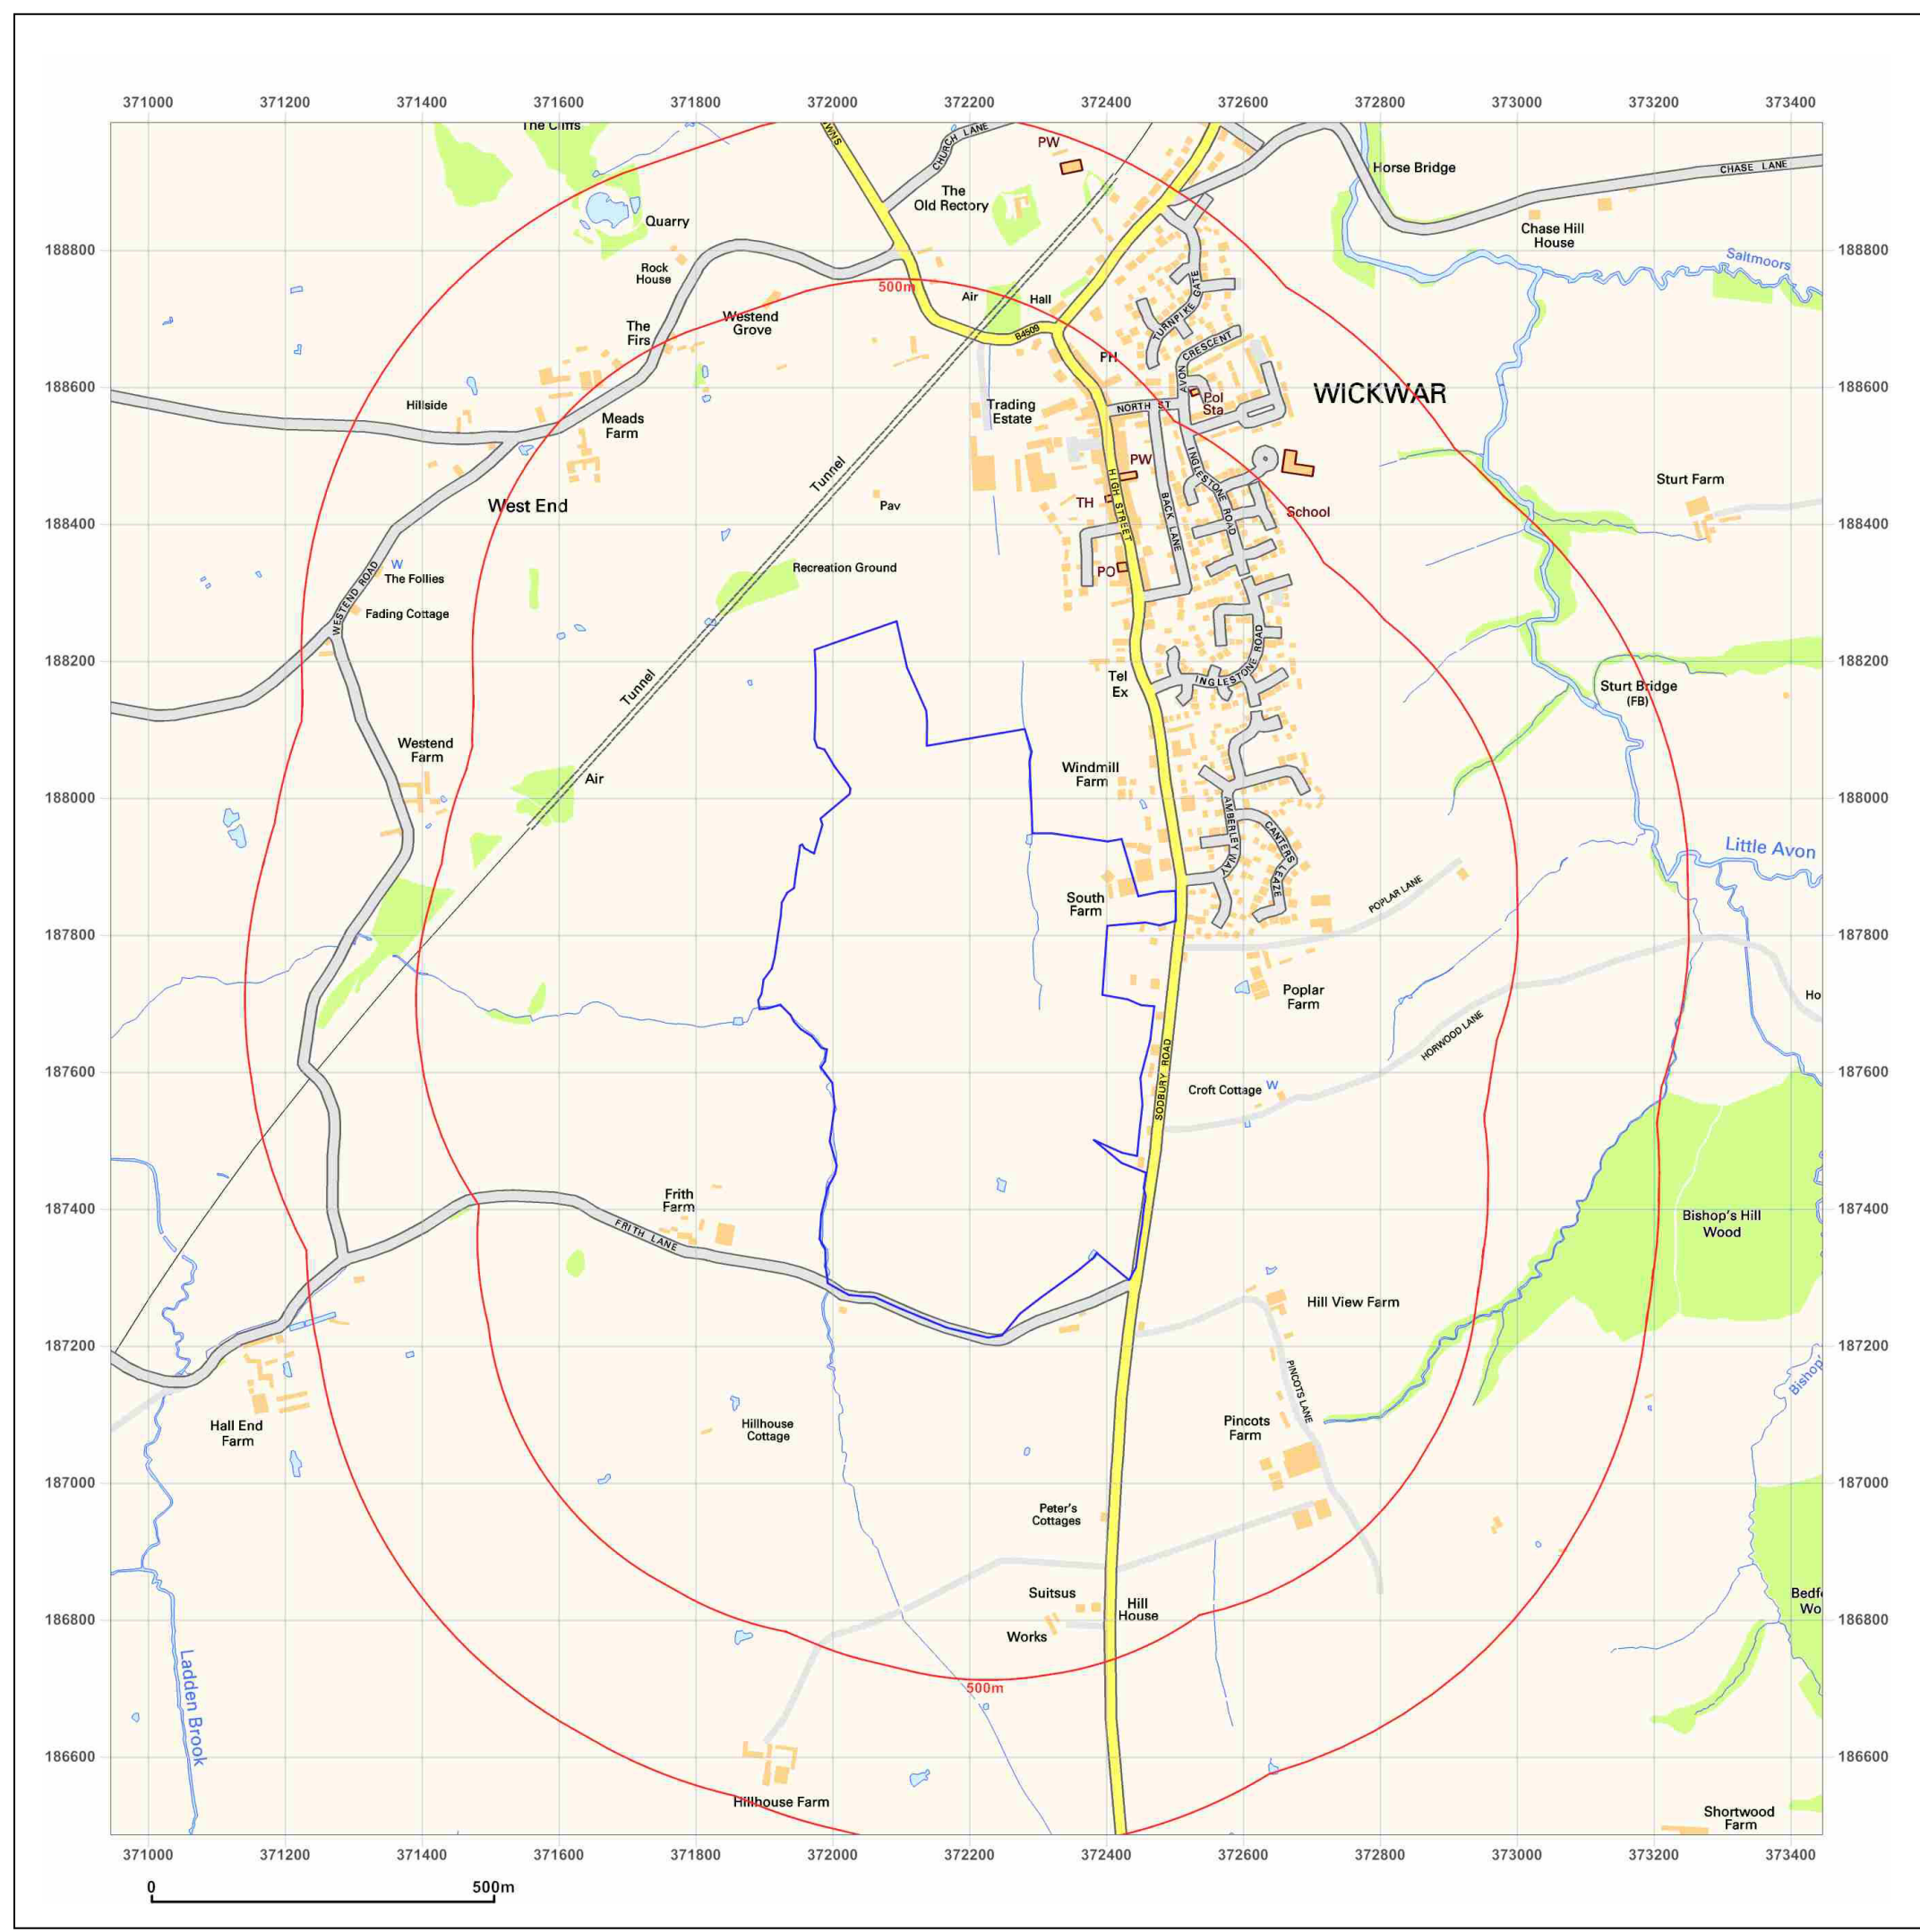 371000 371200 371400 371600 371800 372000 372200 372400 372600 372800 373000 373200 373400
The Cliffs
CHURCH LANE
PW
Horse Bridge
CHASE LANE
The
Old Rectory
Quarry
Chase Hill
House
188800
188800
Saltmoors
Rock
House
500m
Air
Hall
TURNPIKE GATE
Westend
Grove
The
Firs
B4509
PH
AVON CRESCENT
188600
188600
WICKWAR
Hillside
Meads
Farm
Trading
Estate
NORTH ST
Pol
Sta
PW
INGLESTONE ROAD
Tunnel
Sturt Farm
West End
Pav
TH
HIGH STREET
BACK LANE
School
188400
188400
W
The Follies
WESTEND ROAD
Recreation Ground
PO
Fading Cottage
188200
188200
Tunnel
Tel
Ex
INGLESTONE ROAD
Sturt Bridge
(FB)
Westend
Farm
Air
Windmill
Farm
188000
188000
AMBERLEY WAY
CANTERS LEAZE
Little Avon
South
Farm
POPLAR LANE
187800
187800
Poplar
Farm
Ho
HORWOOD LANE
187600
187600
SODBURY ROAD
Croft Cottage
W
Frith
Farm
187400
187400
FRITH LANE
Bishop's Hill
Wood
Hill View Farm
187200
187200
PINCOTS LANE
Bishop'
Hall End
Farm
Hillhouse
Cottage
Pincots
Farm
187000
187000
Peter's
Cottages
Suitsus
Hill
House
Bedf
Wo
186800
186800
Works
Ladden Brook
500m
186600
186600
Hillhouse Farm
Shortwood
Farm
371000 371200 371400 371600 371800 372000 372200 372400 372600 372800 373000 373200 373400
0 500m